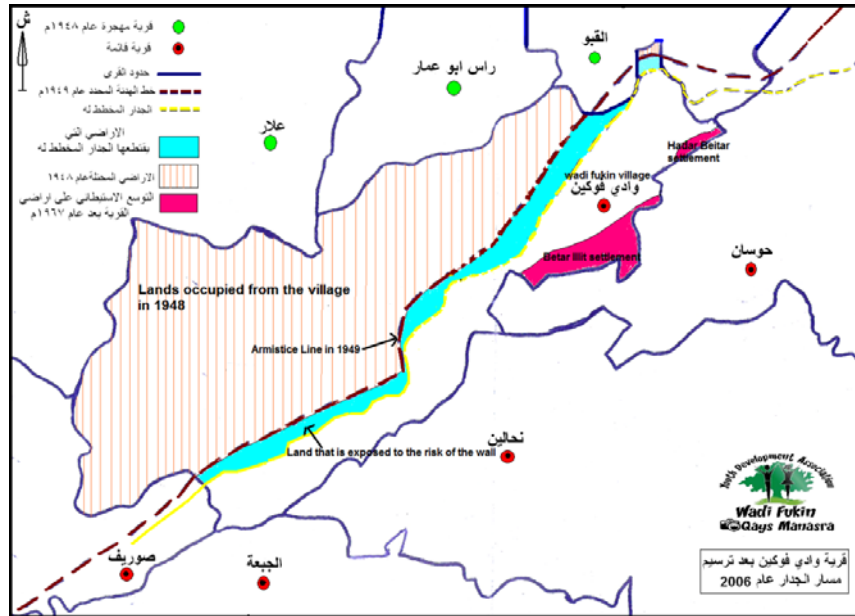 ش
قرية مهجرة عام ١٩٤٨م
قرية قائمة
حدود القرى
خط الهدنة المحدد عام ١٩٤٩م
الجدار المخطط له
الاراضي التي
يقتطعها الجدار المخطط له
الاراضي المحتلة عام ١٩٤٨
التوسع الاستيطاني على اراضي
القرية بعد عام ١٩٦٧م
القبو
راس ابو عمار
علار
Hadar Beitar
settlement
wadi fukin village
وادي فوكين
Betar Illit settlement
حوسان
Lands occupied from the village
in 1948
Armistice Line in 1949
Land that is exposed to the risk of the wall
نحالين
صوريف
الجبعة
Youth Development Association
Wadi Fukin
Qays Manasra
قرية وادي فوكين بعد ترسيم
مسار الجدار عام 2006